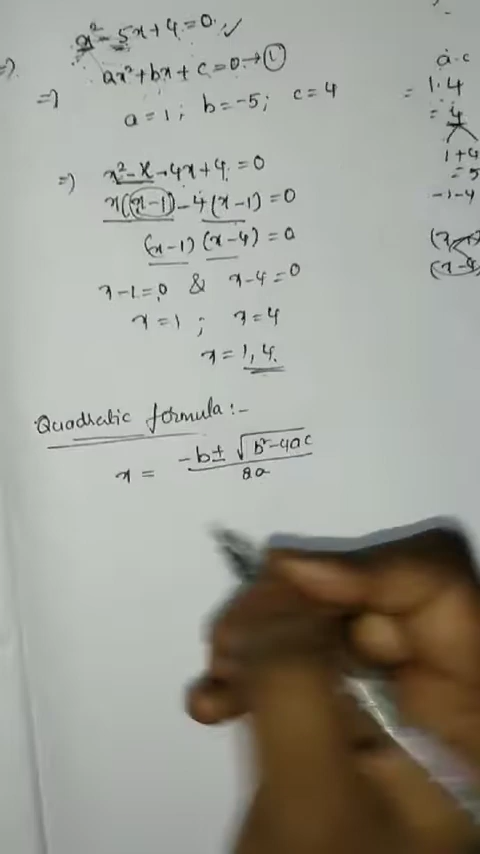 x² - 5x + 4 = 0. ✓
=> ax² + bx + c = 0 → ①
=> a = 1 ; b = -5 ; c = 4
=> x² - x - 4x + 4 = 0
x(x-1) - 4(x-1) = 0
(x-1) (x-4) = 0
x-1 = 0 & x-4 = 0
x = 1 ; x = 4
x = 1, 4.
Quadratic formula :-
x = -b ± √b²-4ac / 2a
a·c
= 1·4
= 4
1+4
= 5
-1-4
(x-4)